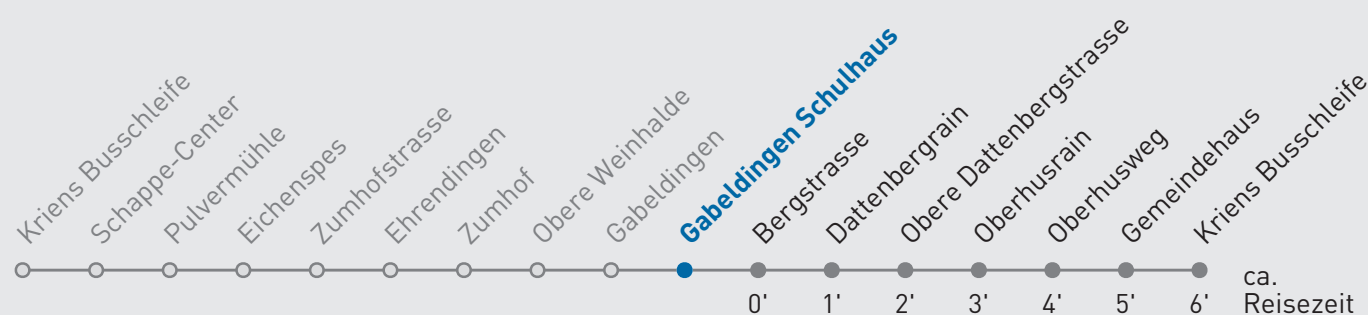 Kriens Busschleife
Schappe-Center
Pulvermühle
Eichenspes
Zumhofstrasse
Ehrendingen
Zumhof
Obere Weinhalde
Gabeldingen
Gabeldingen Schulhaus
Bergstrasse
Dattenbergrain
Obere Dattenbergstrasse
Oberhusrain
Oberhusweg
Gemeindehaus
Kriens Busschleife
0' 1' 2' 3' 4' 5' 6'
ca.
Reisezeit